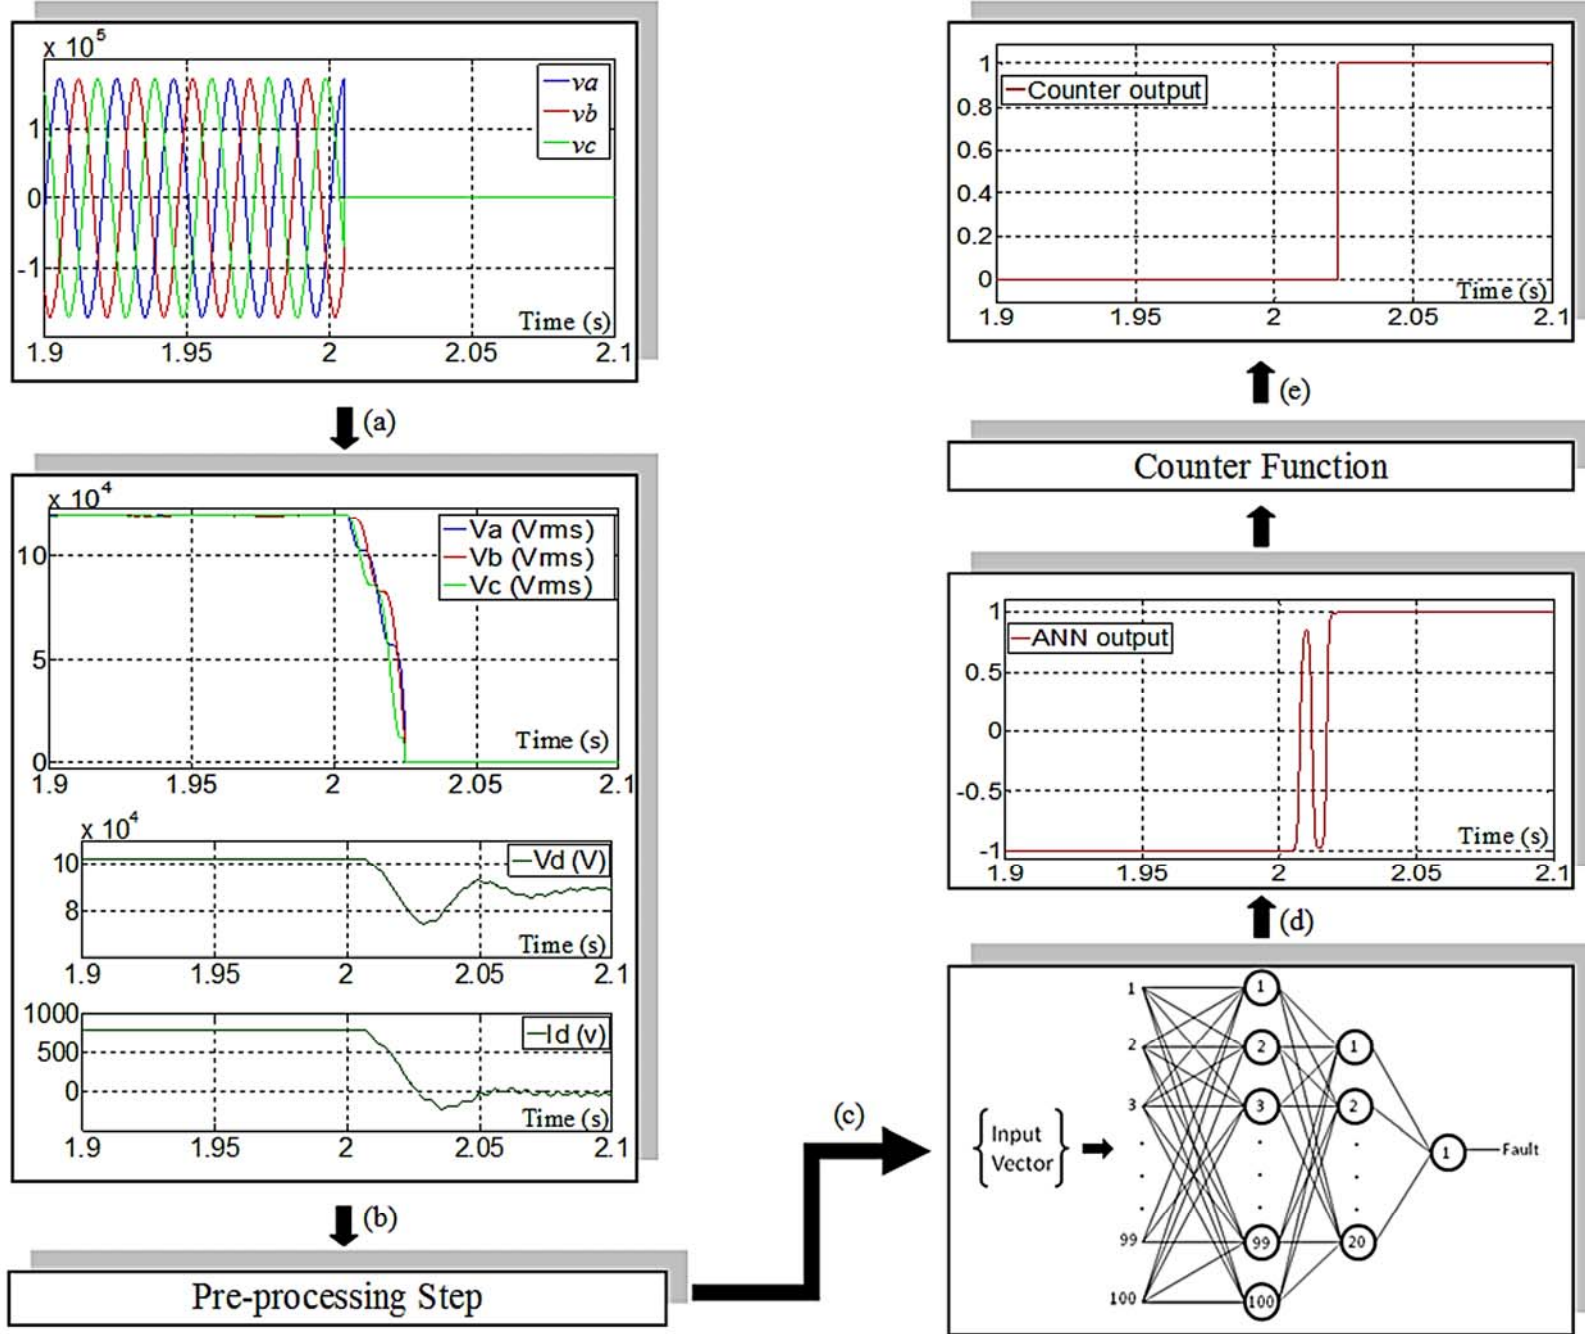 x 10^5
va
vb
vc
1
0
-1
Time (s)
1.9 1.95 2 2.05 2.1
(a)
x 10^4
Va (Vrms)
Vb (Vrms)
Vc (Vrms)
10
5
0
Time (s)
1.9 1.95 2 2.05 2.1
x 10^4
10
8
Vd (V)
Time (s)
1.9 1.95 2 2.05 2.1
1000
500
0
Id (v)
Time (s)
1.9 1.95 2 2.05 2.1
(b)
Pre-processing Step
(c)
{Input Vector}
1
2
3
.
.
.
99
100
1
2
3
.
.
.
99
100
1
2
.
.
.
20
1
Fault
(d)
1
0.5
0
-0.5
-1
ANN output
Time (s)
1.9 1.95 2 2.05 2.1
Counter Function
(e)
1
0.8
0.6
0.4
0.2
0
Counter output
Time (s)
1.9 1.95 2 2.05 2.1